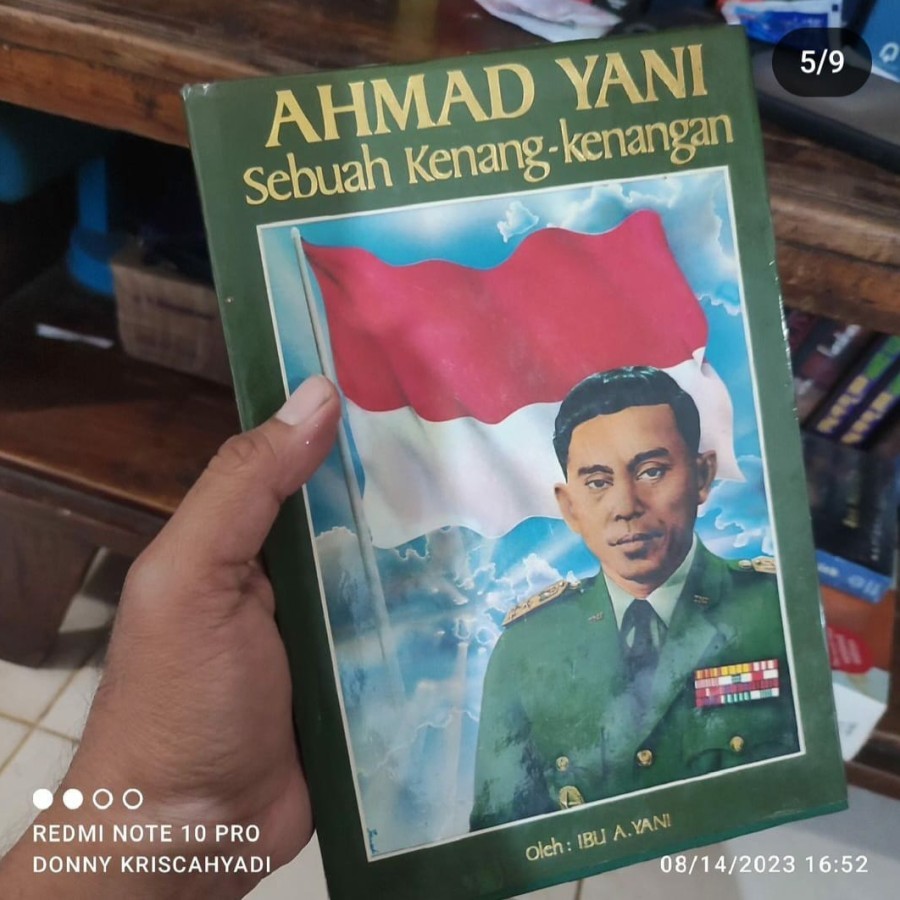 5/9
AHMAD YANI
Sebuah Kenang-kenangan
Oleh: IBU A.YANI
REDMI NOTE 10 PRO
DONNY KRISCAHYADI
08/14/2023 16:52